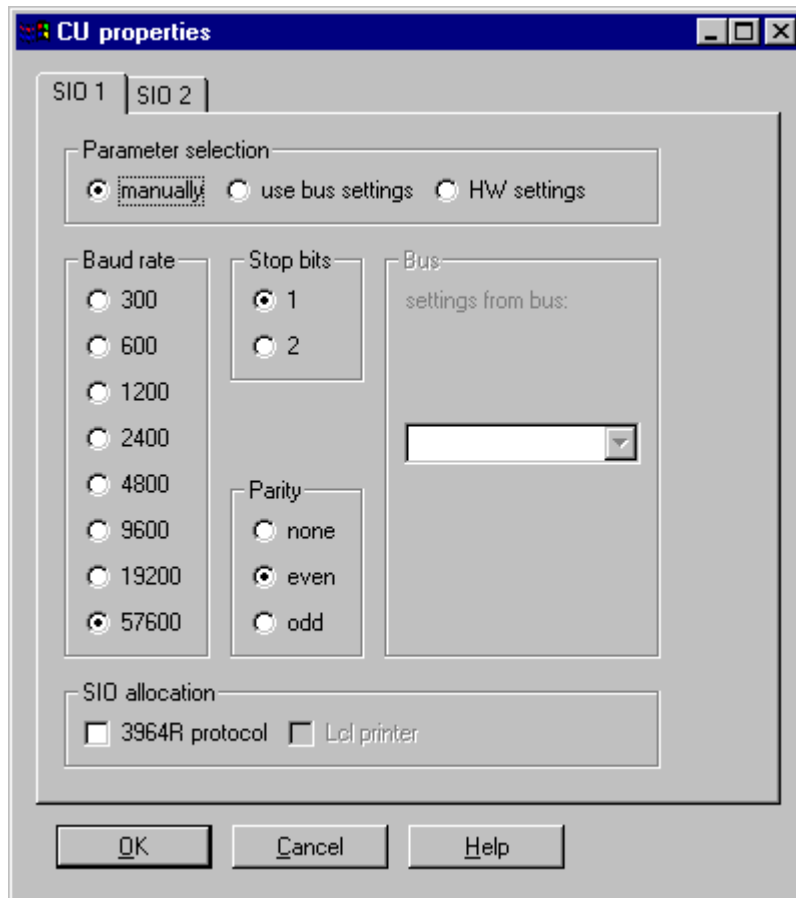 CU properties
SIO 1 SIO 2
Parameter selection
manually use bus settings HW settings
Baud rate Stop bits Bus
300 1 settings from bus:
600 2
1200
2400
4800 Parity
9600 none
19200 even
57600 odd
SIO allocation
3964R protocol Lcl printer
OK Cancel Help